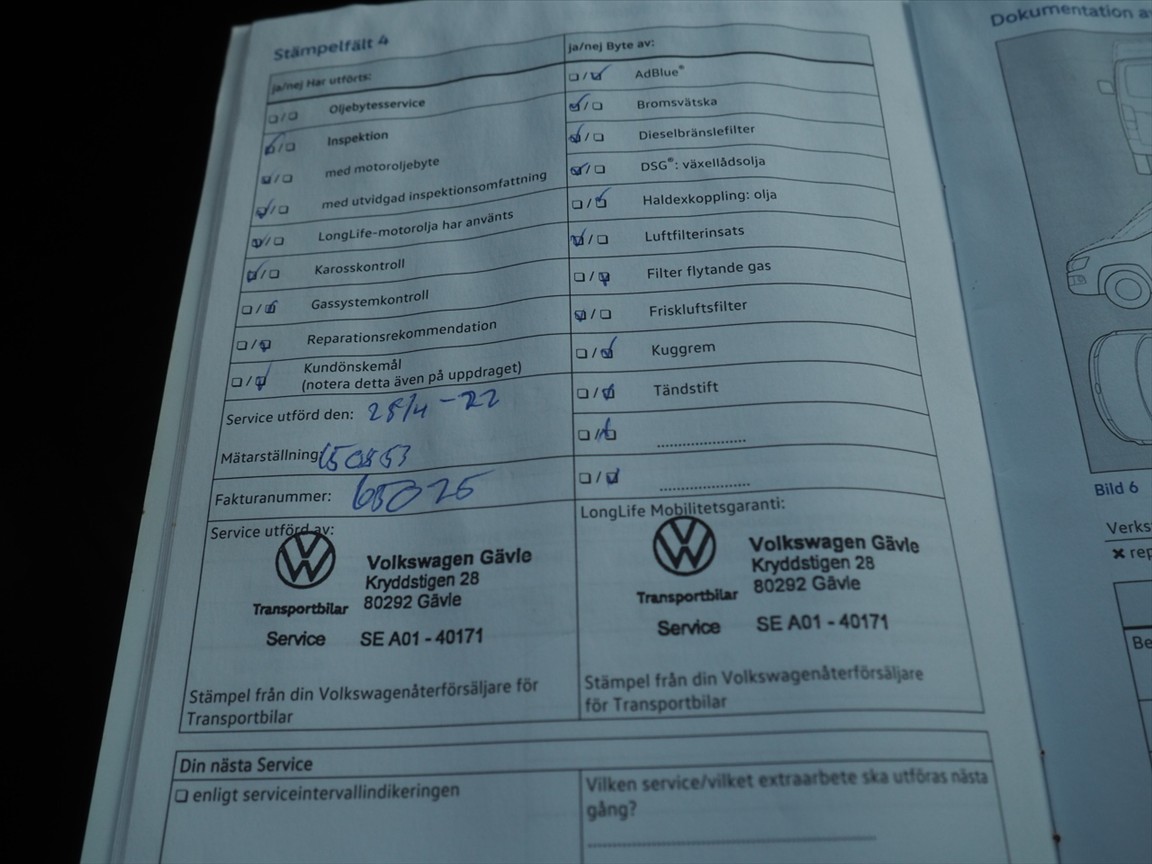 Stämpelfält 4
ja/nej Har utförts:
Oljebytesservice
Inspektion
med motoroljebyte
med utvidgad inspektionsomfattning
LongLife-motorolja har använts
Karosskontroll
Gassystemkontroll
Reparationsrekommendation
Kundönskemål
(notera detta även på uppdraget)
Service utförd den: 28/4-22
Mätarställning: 150853
Fakturanummer: 65025
ja/nej Byte av:
AdBlue®
Bromsvätska
Dieselbränslefilter
DSG®: växellådsolja
Haldexkoppling: olja
Luftfilterinsats
Filter flytande gas
Friskluftsfilter
Kuggrem
Tändstift
Service utförd av:
Volkswagen Gävle
Kryddstigen 28
80292 Gävle
Transportbilar
Service SE A01 - 40171
Stämpel från din Volkswagenåterförsäljare för
Transportbilar
LongLife Mobilitetsgaranti:
Volkswagen Gävle
Kryddstigen 28
80292 Gävle
Transportbilar
Service SE A01 - 40171
Stämpel från din Volkswagenåterförsäljare
för Transportbilar
Din nästa Service
enligt serviceintervallindikeringen
Vilken service/vilket extraarbete ska utföras nästa
gång?
Dokumentation
Bild 6